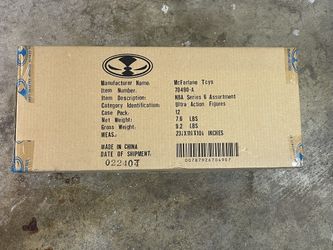 Manufacturer Name: McFarlane Toys
Item Number: 70490-A
Item Description: NBA Series 6 Assortment
Category Identification: Ultra Action Figures
Case Pack: 12
Net Weight: 7.6 LBS
Gross Weight: 9.2 LBS
MEAS: INCHES
MADE IN CHINA
DATE OF SHIPMENT.
022404